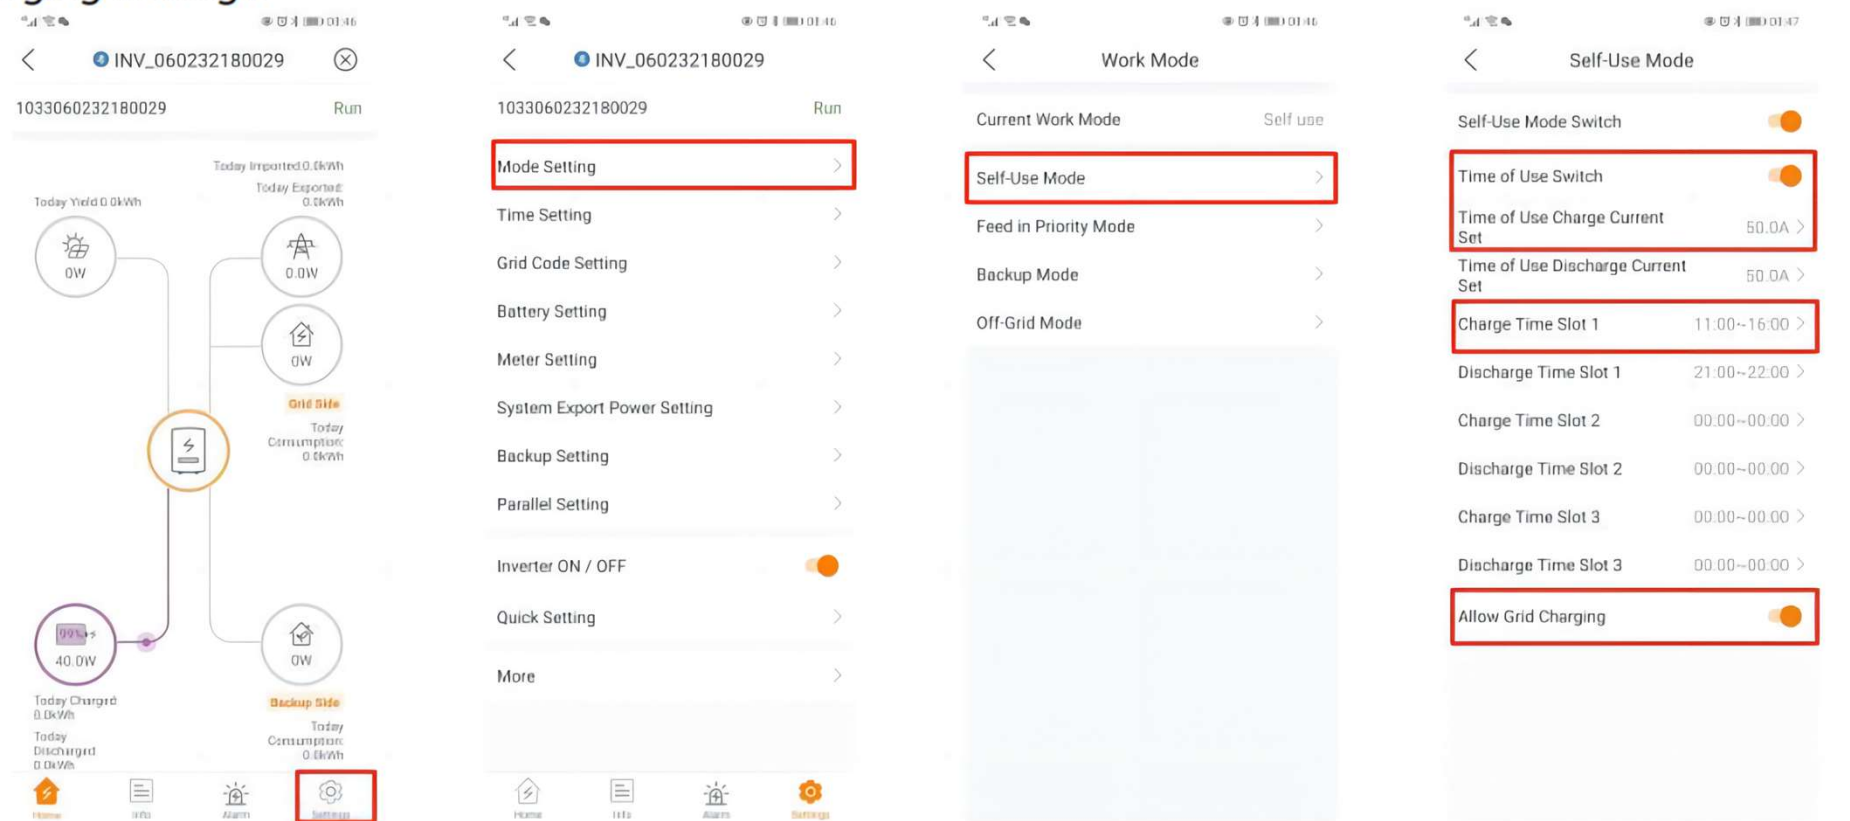 01:46
INV_060232180029
1033060232180029
Run
Today Imported:0.0kWh
Today Exported:
0.0kWh
Today Yield 0.0kWh
0W
0.0W
0W
Grid Side
Today
Consumption:
0.0kWh
99%
40.0W
0W
Today Charged
0.0kWh
Today
Discharged
0.0kWh
Backup Side
Today
Consumption:
0.0kWh
Home
Info
Alarm
Settings
01:46
INV_060232180029
1033060232180029
Run
Mode Setting
Time Setting
Grid Code Setting
Battery Setting
Meter Setting
System Export Power Setting
Backup Setting
Parallel Setting
Inverter ON / OFF
Quick Setting
More
Home
Info
Alarm
Settings
01:46
Work Mode
Current Work Mode
Self use
Self-Use Mode
Feed in Priority Mode
Backup Mode
Off-Grid Mode
01:47
Self-Use Mode
Self-Use Mode Switch
Time of Use Switch
Time of Use Charge Current
Set
50.0A
Time of Use Discharge Current
Set
50.0A
Charge Time Slot 1
11:00~16:00
Discharge Time Slot 1
21:00~22:00
Charge Time Slot 2
00:00~00:00
Discharge Time Slot 2
00:00~00:00
Charge Time Slot 3
00:00~00:00
Discharge Time Slot 3
00:00~00:00
Allow Grid Charging